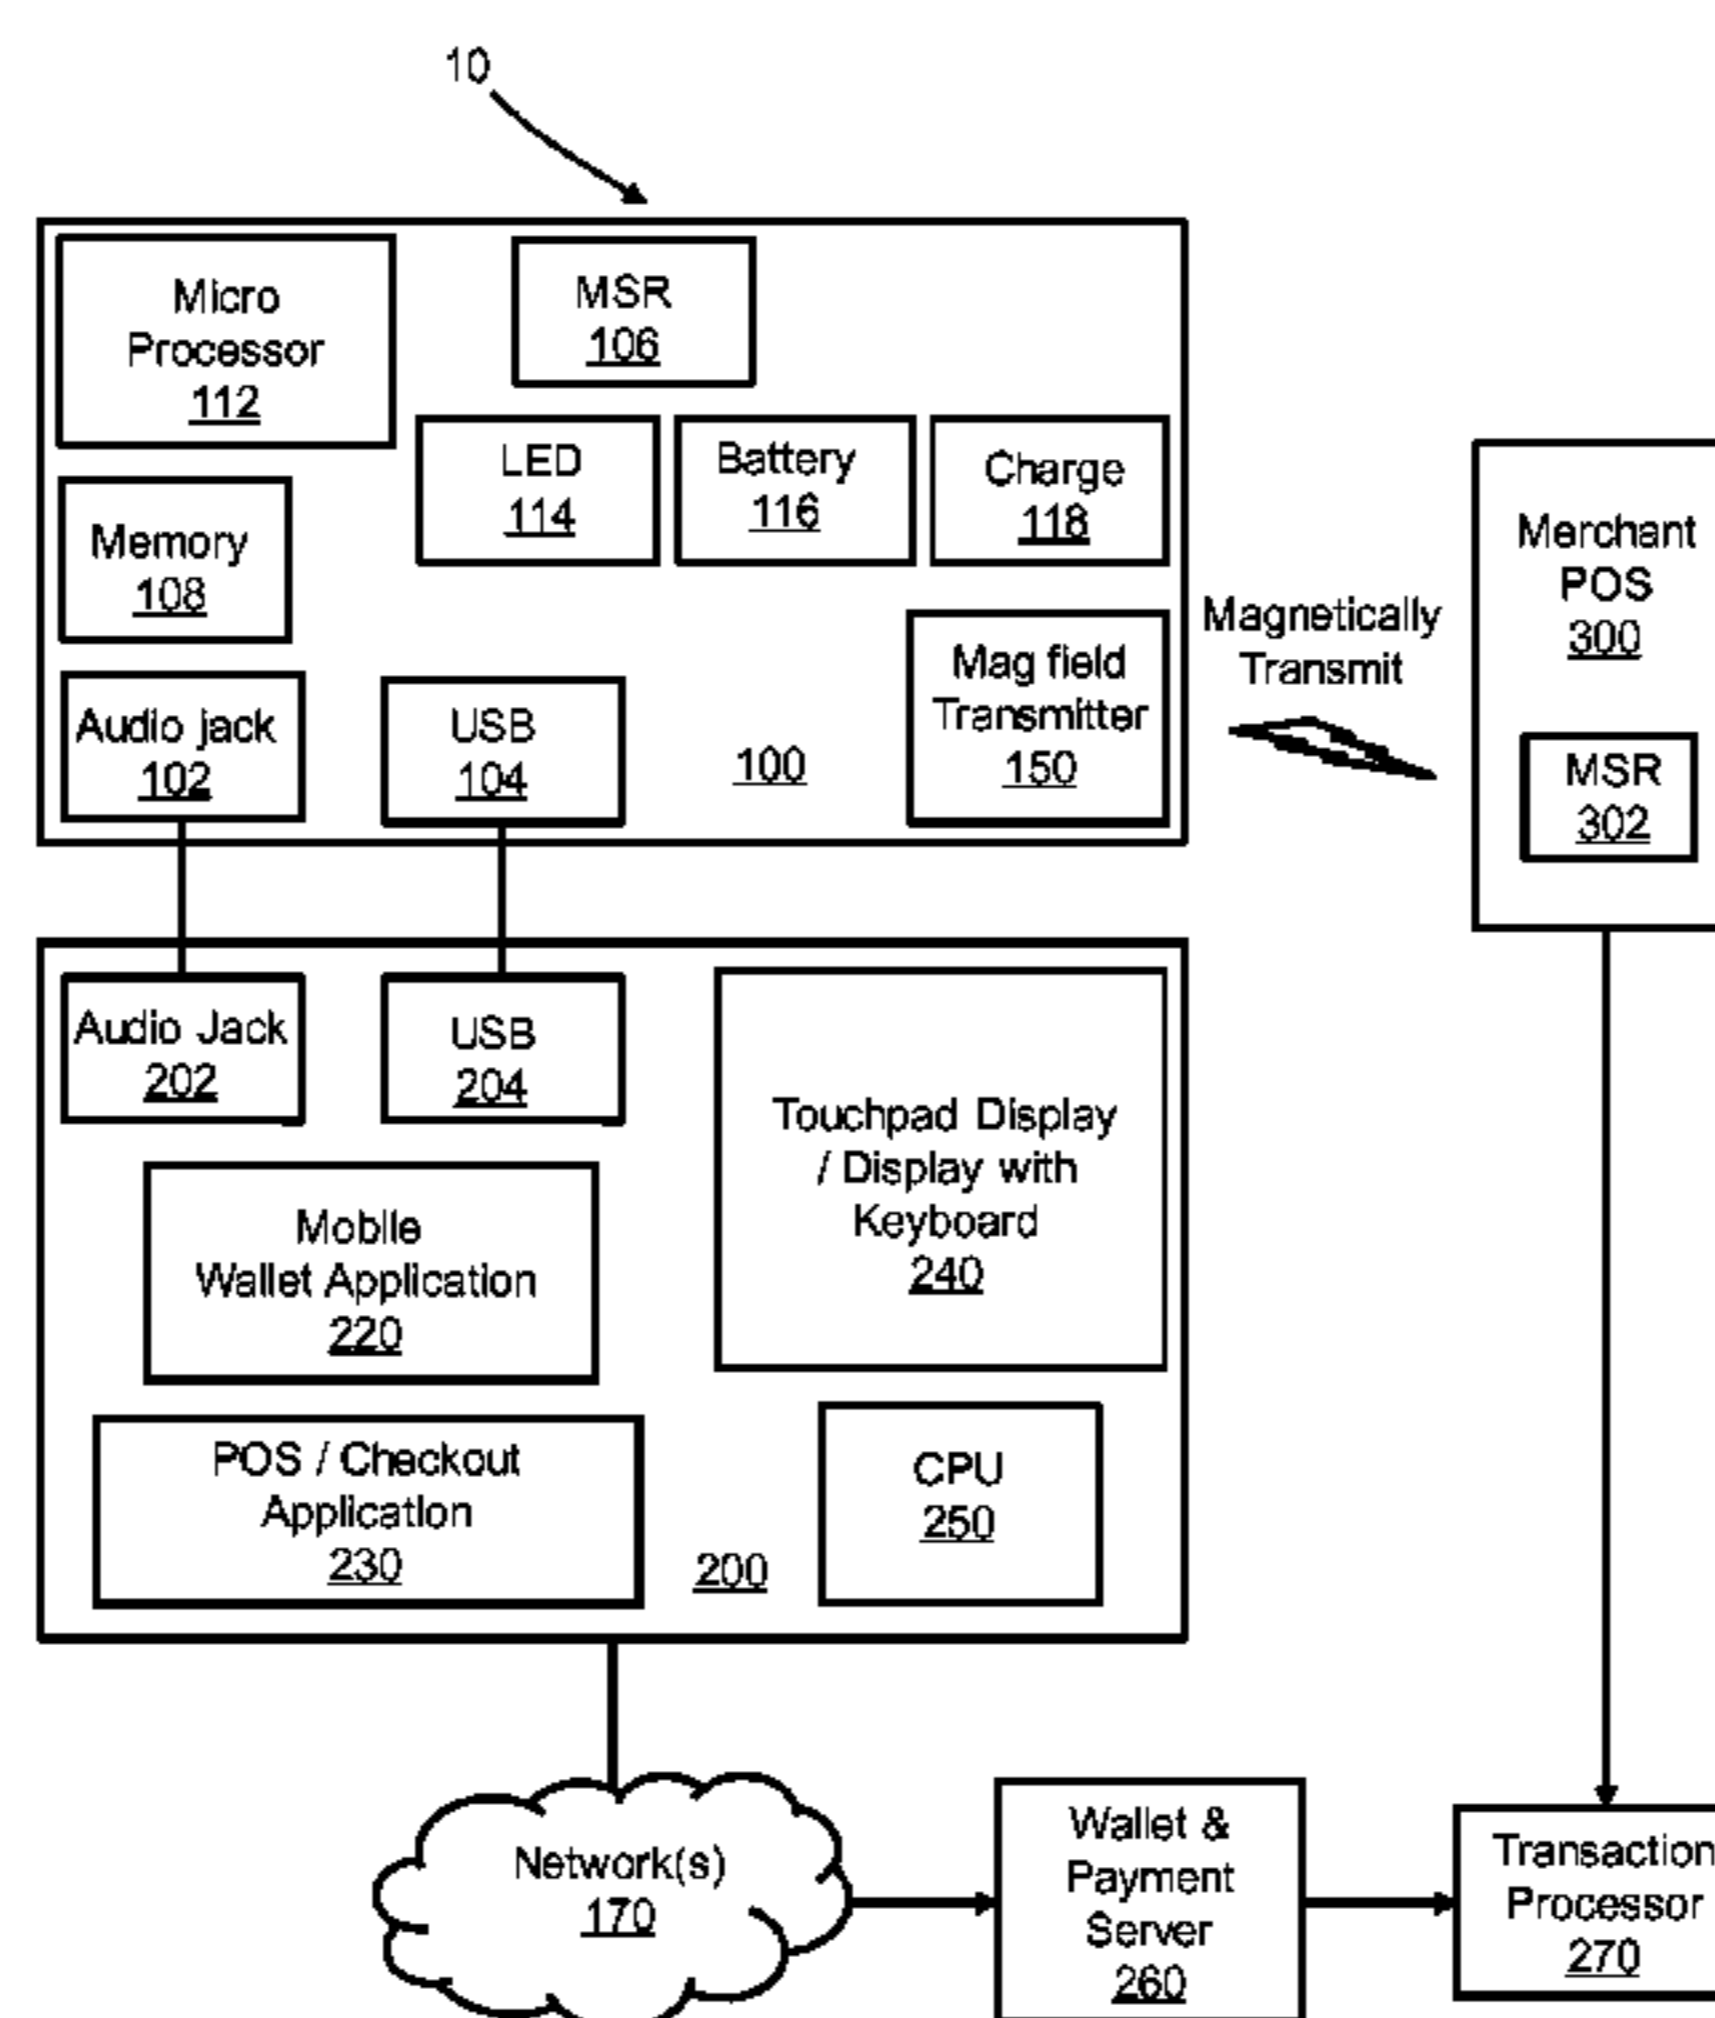 10
Micro
Processor
112
MSR
106
LED
114
Battery
116
Charge
118
Memory
108
Audio jack
102
USB
104
100
Mag field
Transmitter
150
Magnetically
Transmit
Merchant
POS
300
MSR
302
Audio Jack
202
USB
204
Touchpad Display
/ Display with
Keyboard
240
Mobile
Wallet Application
220
POS / Checkout
Application
230
200
CPU
250
Network(s)
170
Wallet &
Payment
Server
260
Transaction
Processor
270